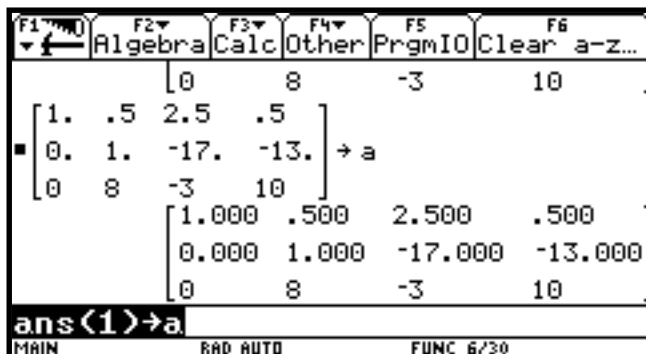 F1▼ F2▼ F3▼ F4▼ F5 F6
Algebra Calc Other PrgmIO Clear a-z…
0 8 -3 10
1. .5 2.5 .5
0. 1. -17. -13. → a
0 8 -3 10
1.000 .500 2.500 .500
0.000 1.000 -17.000 -13.000
0 8 -3 10
ans(1)→a
MAIN RAD AUTO FUNC 6/30